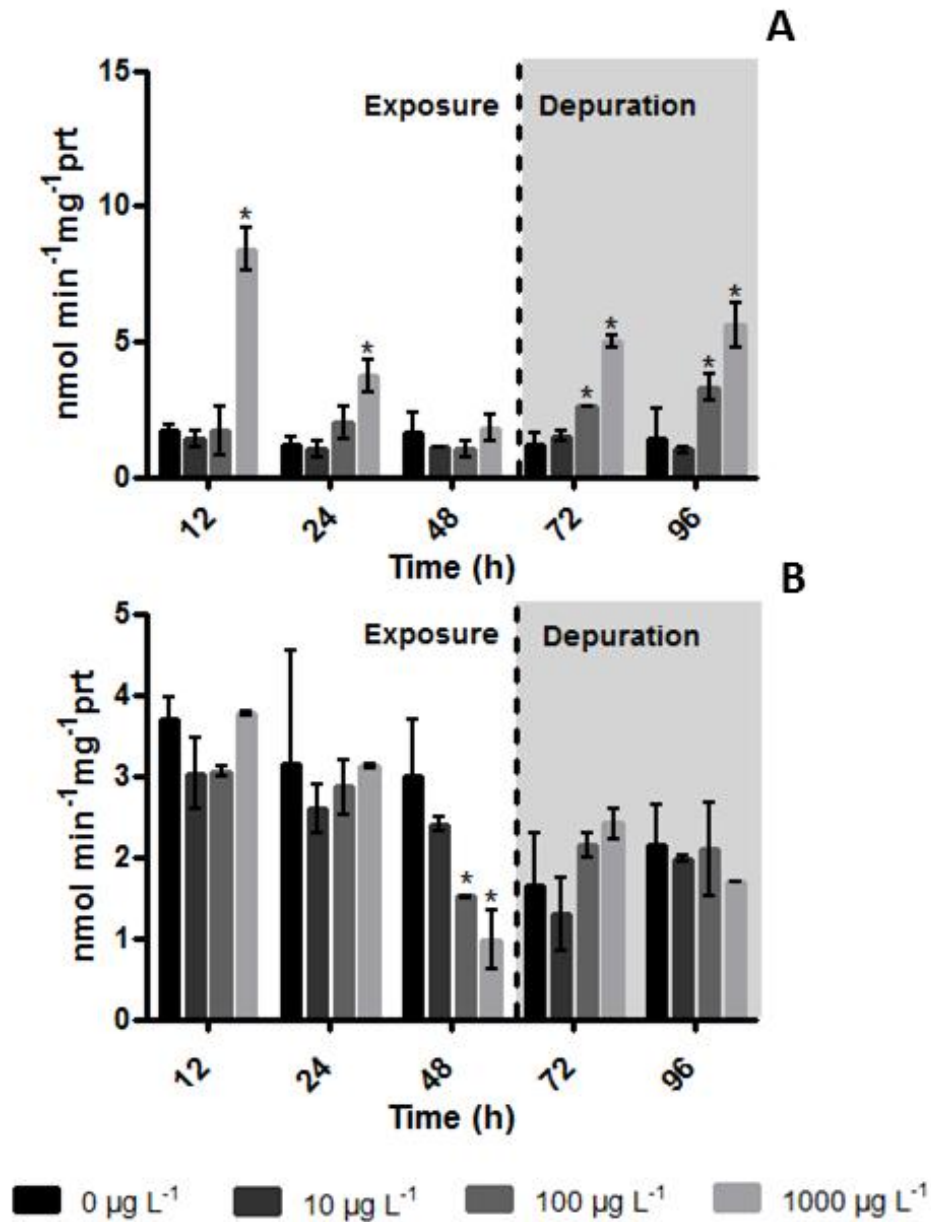 A
15
Exposure
Depuration
10
nmol min⁻¹mg⁻¹prt
*
*
*
*
*
*
5
0
12
24
48
72
96
Time (h)
B
5
Exposure
Depuration
4
nmol min⁻¹mg⁻¹prt
3
2
*
*
1
0
12
24
48
72
96
Time (h)
0 µg L⁻¹
10 µg L⁻¹
100 µg L⁻¹
1000 µg L⁻¹